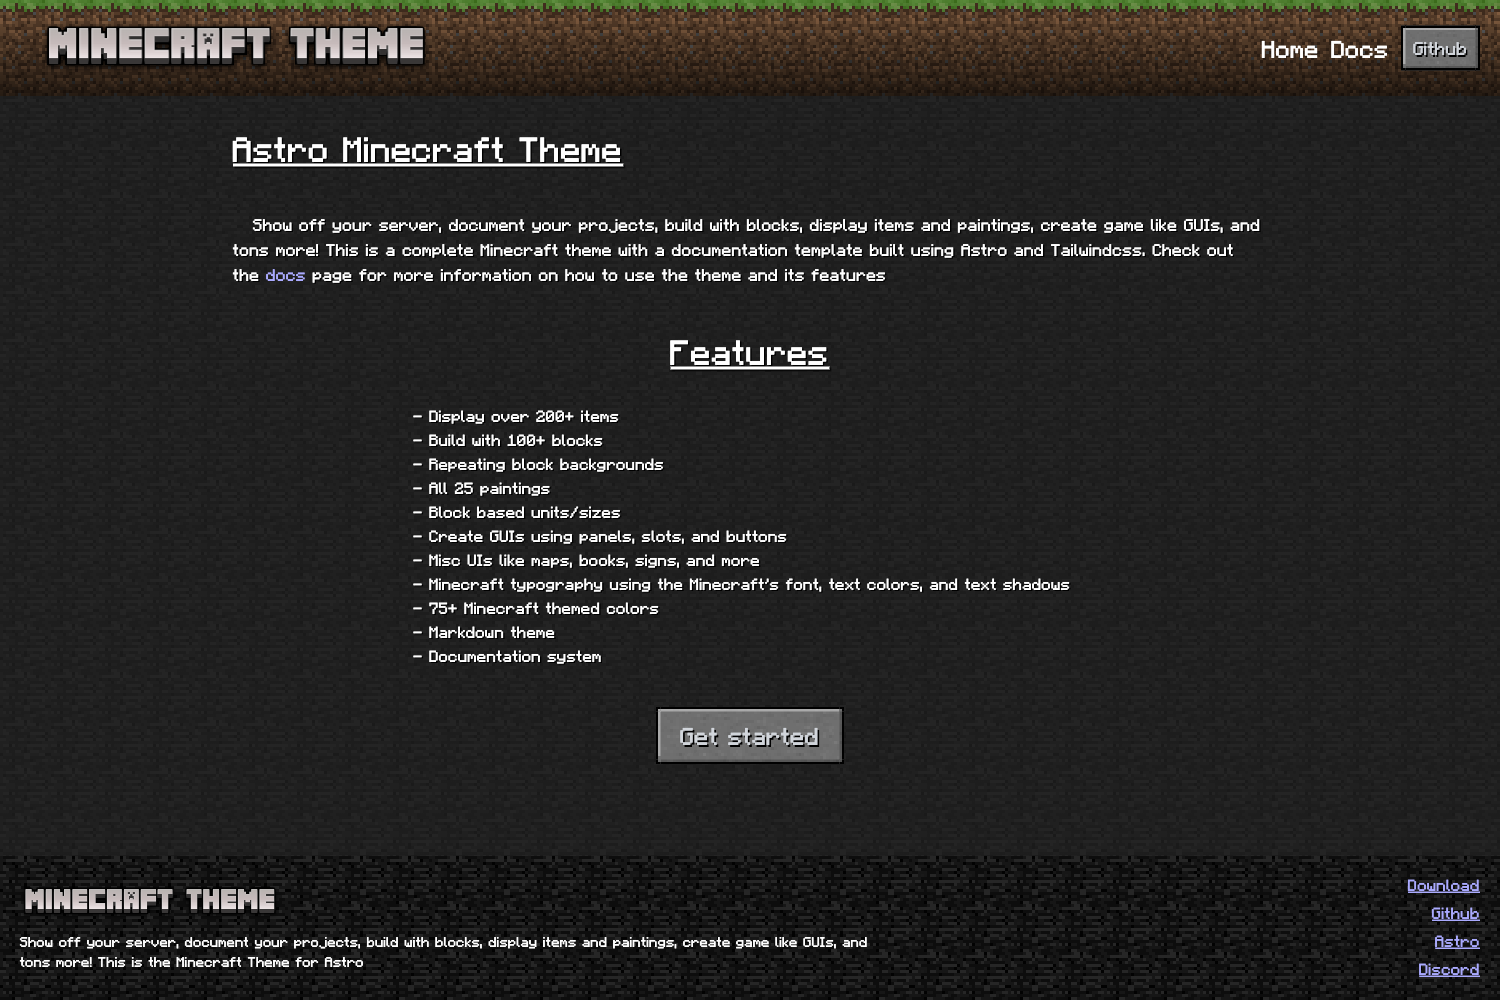 MINECRAFT THEME
Home Docs Github
Astro Minecraft Theme
Show off your server, document your projects, build with blocks, display items and paintings, create game like GUIs, and
tons more! This is a complete Minecraft theme with a documentation template built using Astro and Tailwindcss. Check out
the docs page for more information on how to use the theme and its features
Features
- Display over 200+ items
- Build with 100+ blocks
- Repeating block backgrounds
- All 25 paintings
- Block based units/sizes
- Create GUIs using panels, slots, and buttons
- Misc UIs like maps, books, signs, and more
- Minecraft typography using the Minecraft's font, text colors, and text shadows
- 75+ Minecraft themed colors
- Markdown theme
- Documentation system
Get started
MINECRAFT THEME
Show off your server, document your projects, build with blocks, display items and paintings, create game like GUIs, and
tons more! This is the Minecraft Theme for Astro
Download
Github
Astro
Discord